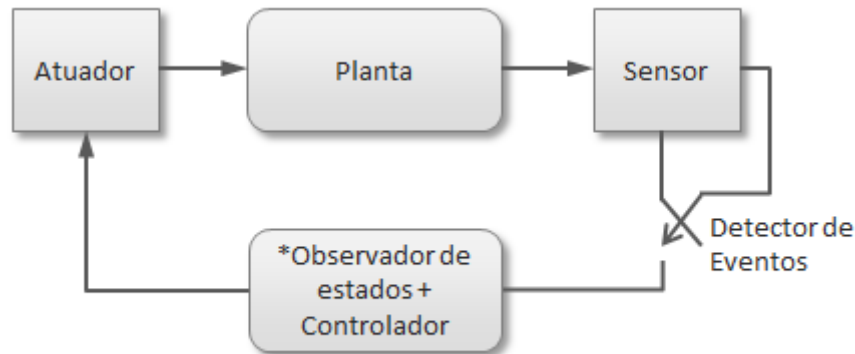 Atuador
Planta
Sensor
Detector de
Eventos
*Observador de
estados +
Controlador